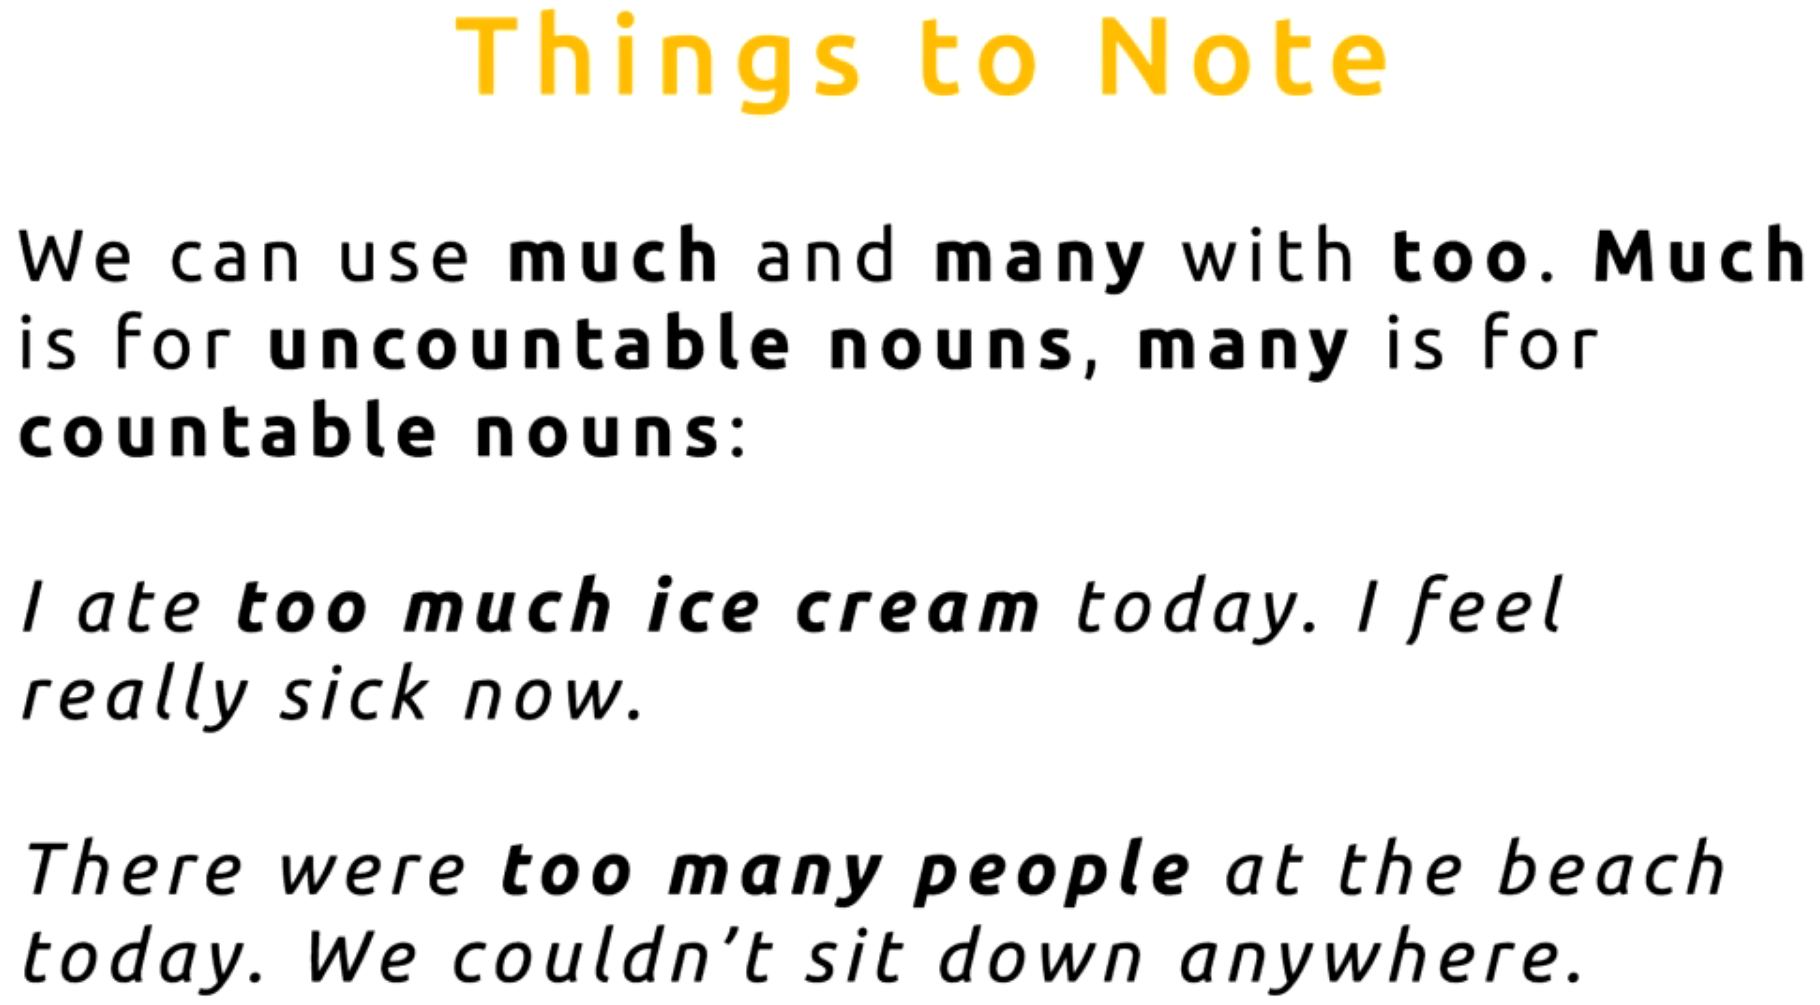 Things to Note
We can use much and many with too. Much
is for uncountable nouns, many is for
countable nouns:
I ate too much ice cream today. I feel
really sick now.
There were too many people at the beach
today. We couldn’t sit down anywhere.